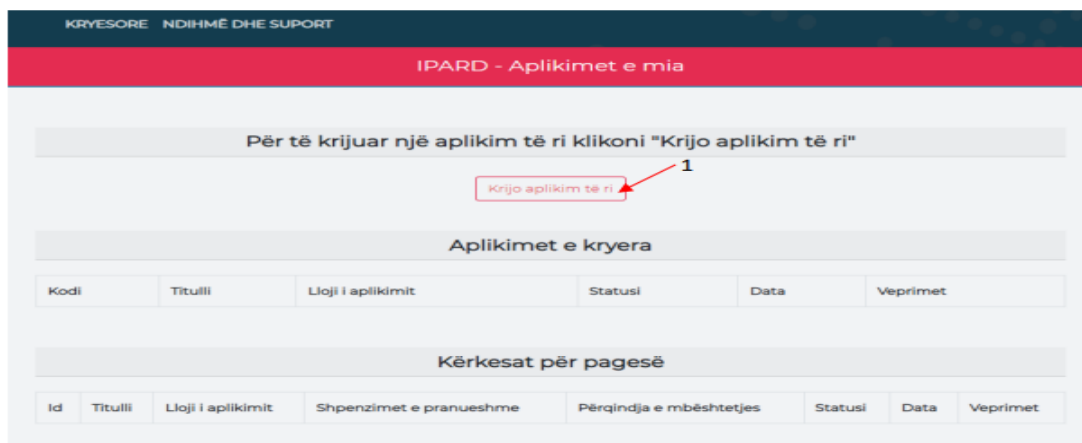 KRYESORE NDIHMË DHE SUPORT
IPARD - Aplikimet e mia
Për të krijuar një aplikim të ri klikoni "Krijo aplikim të ri"
1
Krijo aplikim të ri
Aplikimet e kryera
Kodi Titulli Lloji i aplikimit Statusi Data Veprimet
Kërkesat për pagesë
Id Titulli Lloji i aplikimit Shpenzimet e pranueshme Përqindja e mbështetjes Statusi Data Veprimet